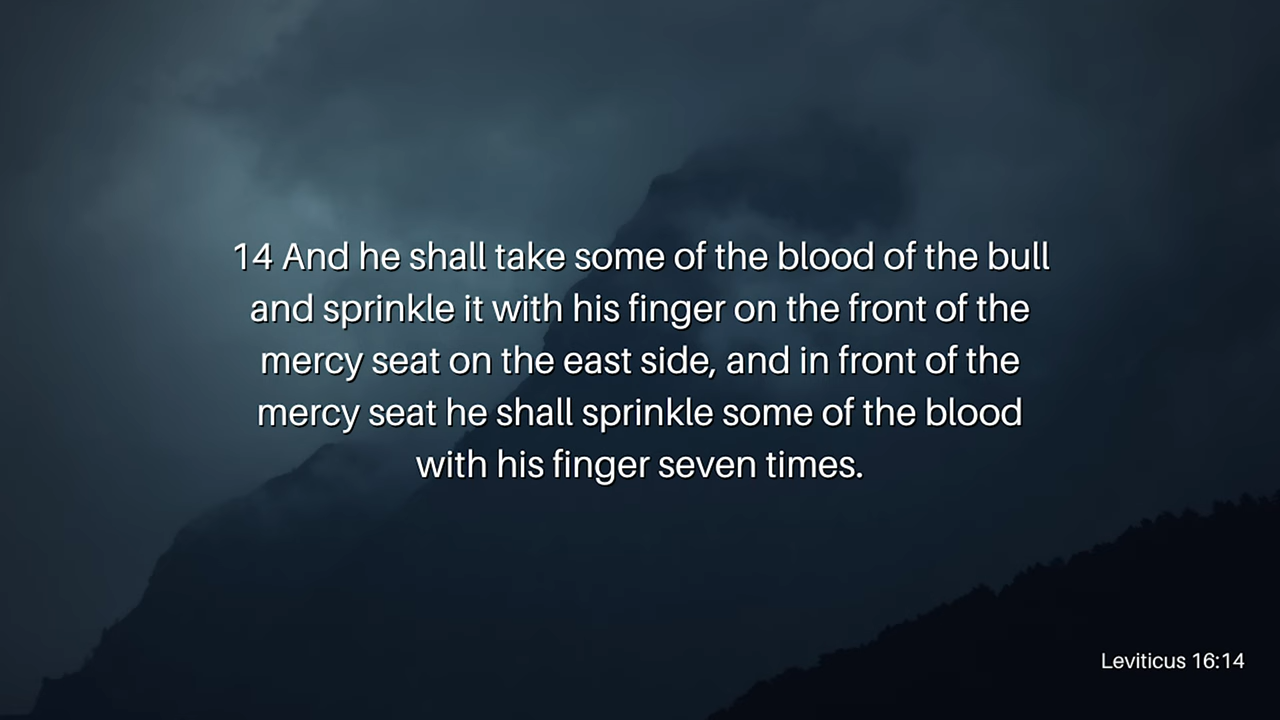 14 And he shall take some of the blood of the bull
and sprinkle it with his finger on the front of the
mercy seat on the east side, and in front of the
mercy seat he shall sprinkle some of the blood
with his finger seven times.
Leviticus 16:14